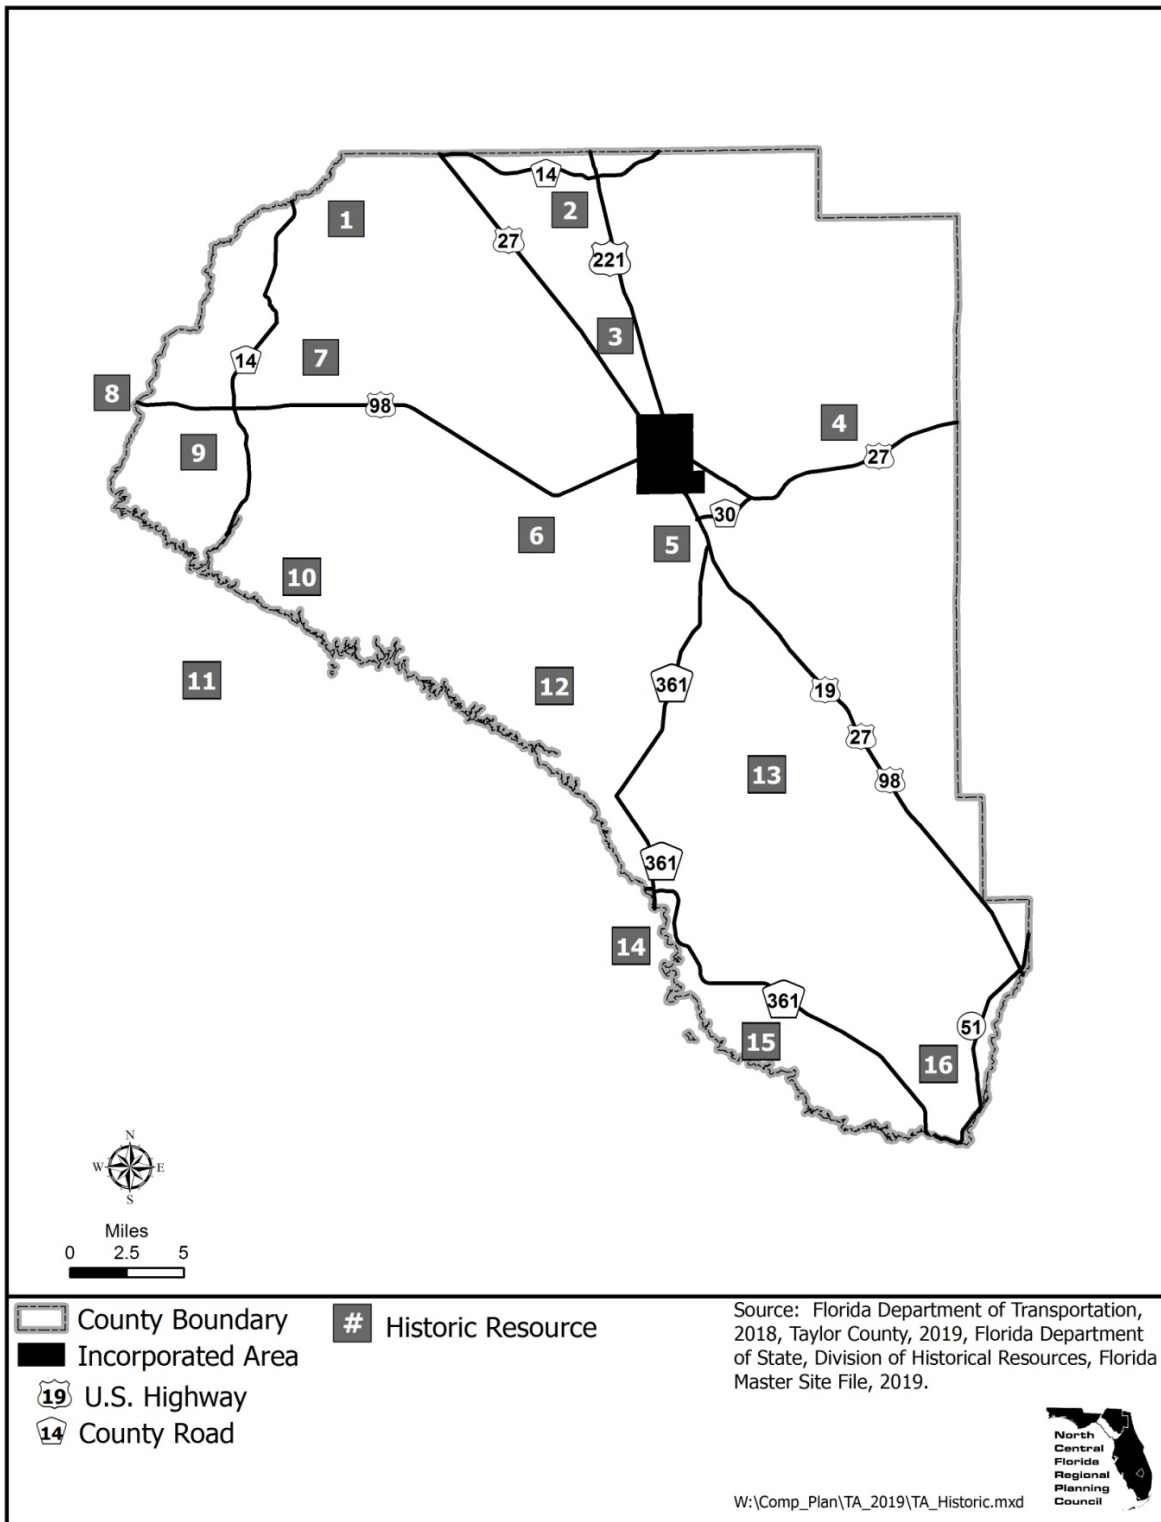 14
1
2
27
221
3
7
14
8
98
4
9
27
30
6
5
10
11
12
361
19
27
13
98
361
14
361
15
51
16
N
W E
S
Miles
0 2.5 5
County Boundary
Incorporated Area
19 U.S. Highway
14 County Road
# Historic Resource
Source: Florida Department of Transportation,
2018, Taylor County, 2019, Florida Department
of State, Division of Historical Resources, Florida
Master Site File, 2019.
W:\Comp_Plan\TA_2019\TA_Historic.mxd
North
Central
Florida
Regional
Planning
Council